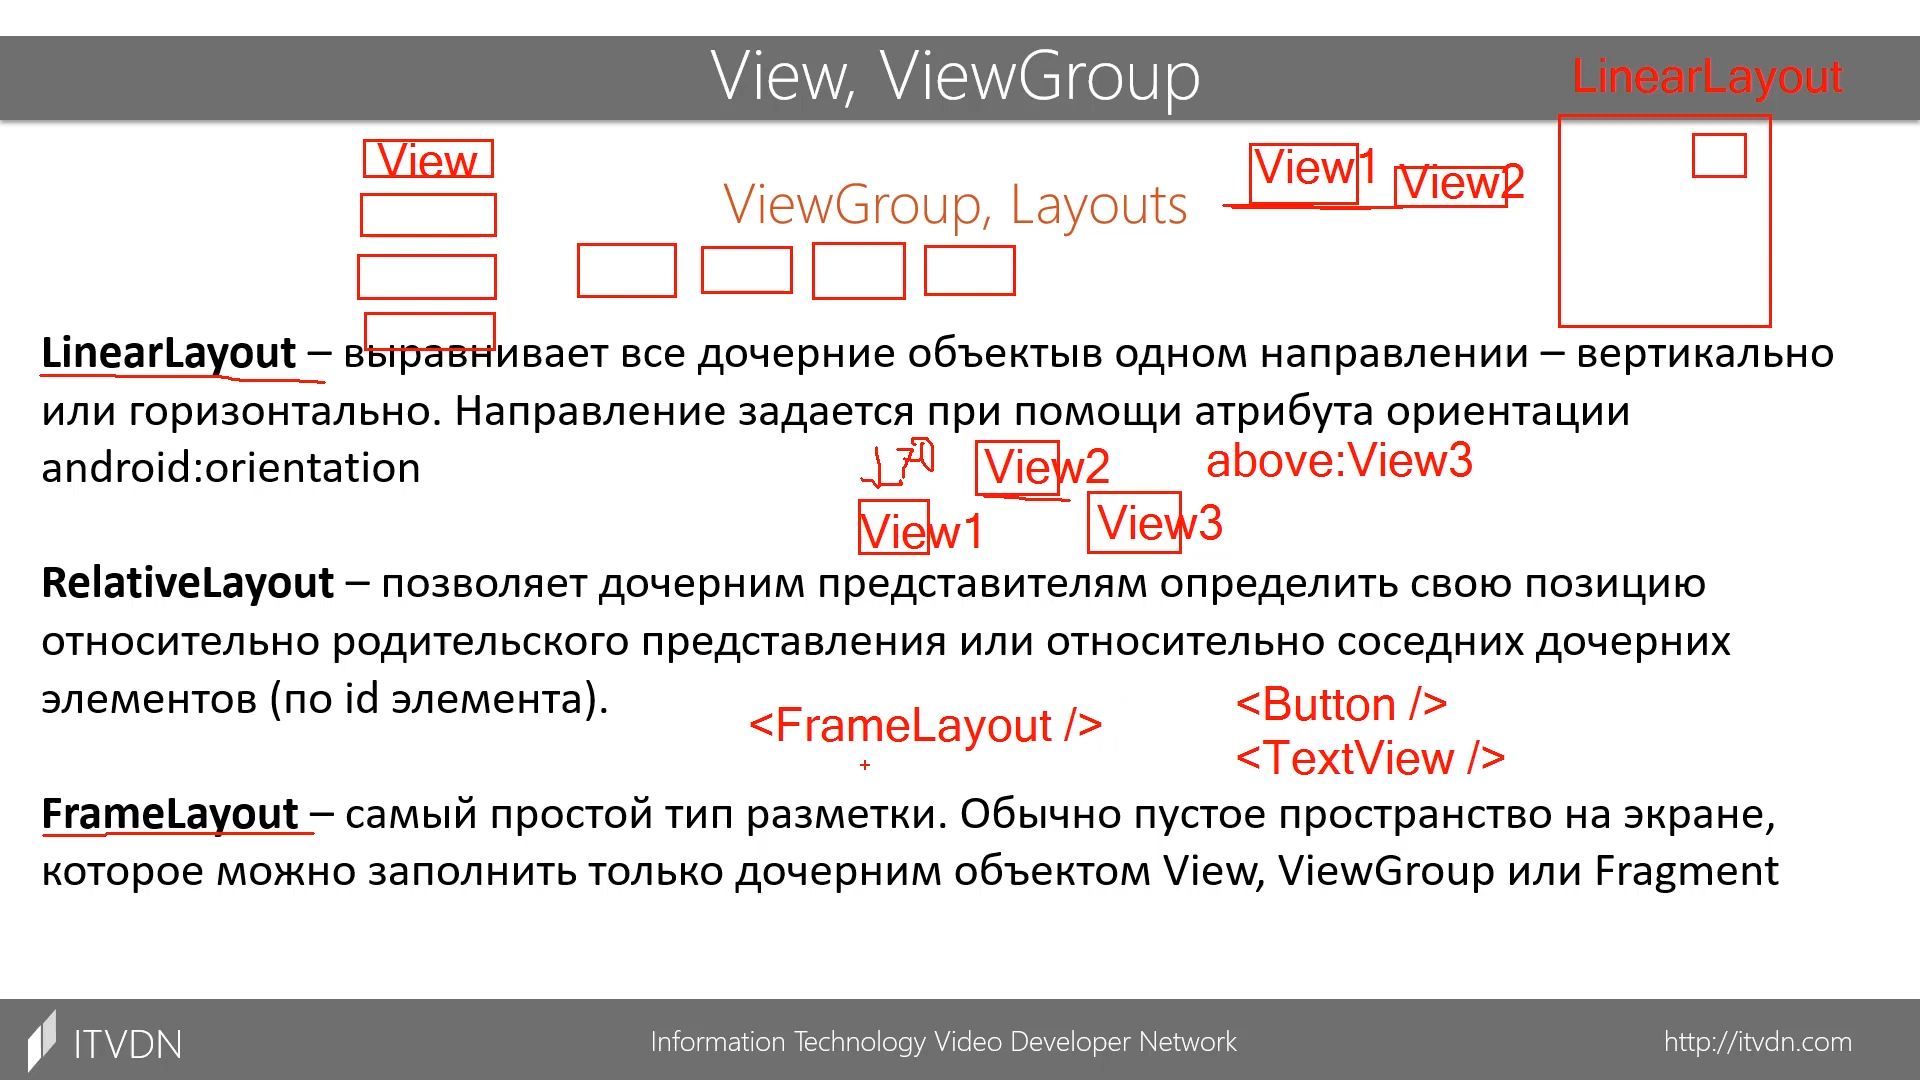 View, ViewGroup
LinearLayout
View
View1
View2
ViewGroup, Layouts
LinearLayout – выравнивает все дочерние объектыв одном направлении – вертикально
или горизонтально. Направление задается при помощи атрибута ориентации
android:orientation
View2
above:View3
View1
View3
RelativeLayout – позволяет дочерним представителям определить свою позицию
относительно родительского представления или относительно соседних дочерних
элементов (по id элемента).
<FrameLayout />
<Button />
<TextView />
FrameLayout – самый простой тип разметки. Обычно пустое пространство на экране,
которое можно заполнить только дочерним объектом View, ViewGroup или Fragment
ITVDN
Information Technology Video Developer Network
http://itvdn.com